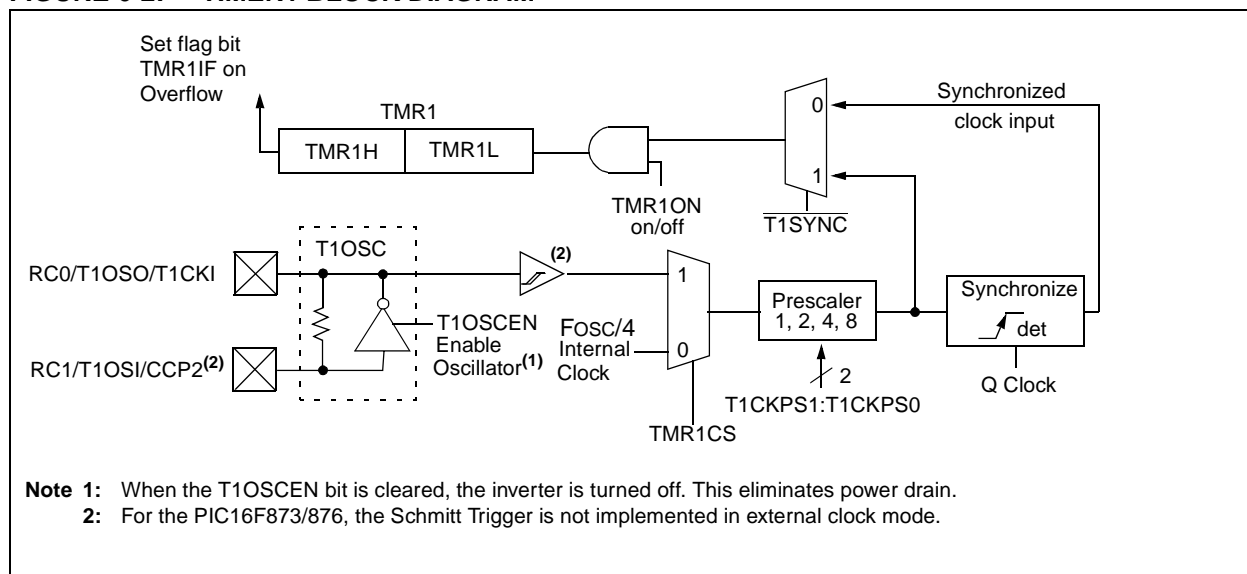 Set flag bit
TMR1IF on
Overflow
TMR1
TMR1H
TMR1L
TMR1ON
on/off
0
1
T1SYNC
Synchronized
clock input
RC0/T1OSO/T1CKI
T1OSC
(2)
RC1/T1OSI/CCP2(2)
T1OSCEN
Enable
Oscillator(1)
FOSC/4
Internal
Clock
1
0
TMR1CS
Prescaler
1, 2, 4, 8
2
T1CKPS1:T1CKPS0
Synchronize
det
Q Clock
Note 1: When the T1OSCEN bit is cleared, the inverter is turned off. This eliminates power drain.
2: For the PIC16F873/876, the Schmitt Trigger is not implemented in external clock mode.